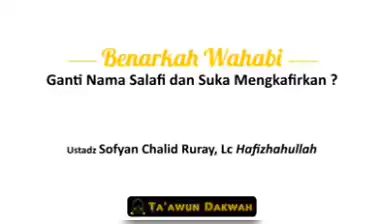 Benarkah Wahabi
Ganti Nama Salafi dan Suka Mengkafirkan ?
Ustadz Sofyan Chalid Ruray, Lc Hafizhahullah
TA'AWUN DAKWAH